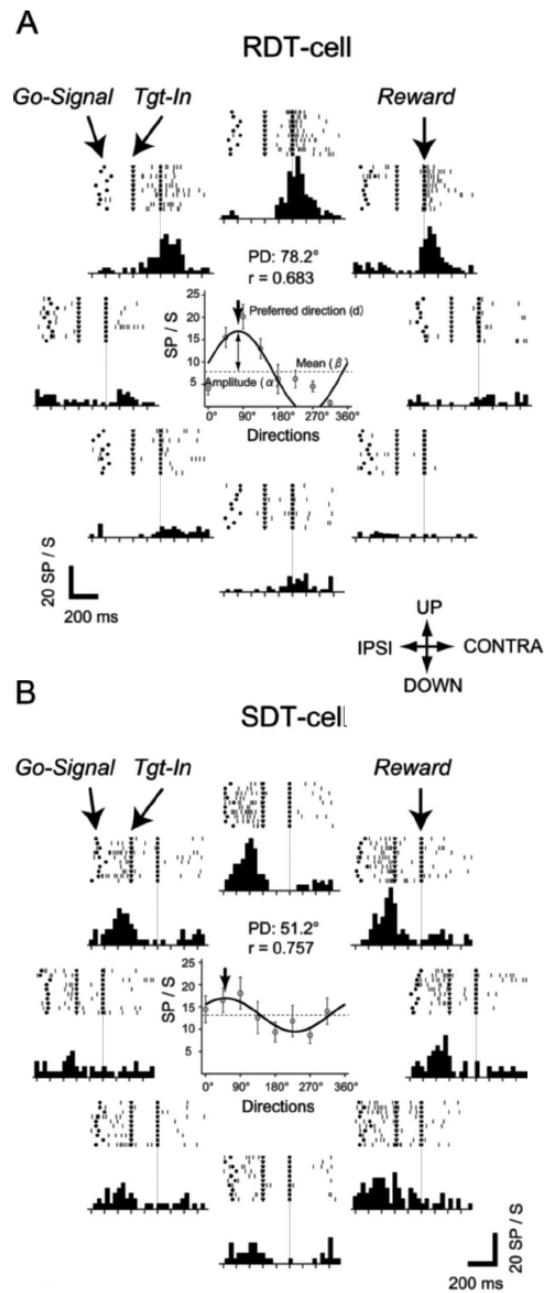 A
RDT-cell
Go-Signal Tgt-In Reward
PD: 78.2°
r = 0.683
SP / S
25
20
15
10
5
Preferred direction (d)
Mean (β)
Amplitude (α)
0° 90° 180° 270° 360°
Directions
20 SP / S
200 ms
UP
IPSI CONTRA
DOWN
B
SDT-cell
Go-Signal Tgt-In Reward
PD: 51.2°
r = 0.757
SP / S
25
20
15
10
5
0° 90° 180° 270° 360°
Directions
20 SP / S
200 ms